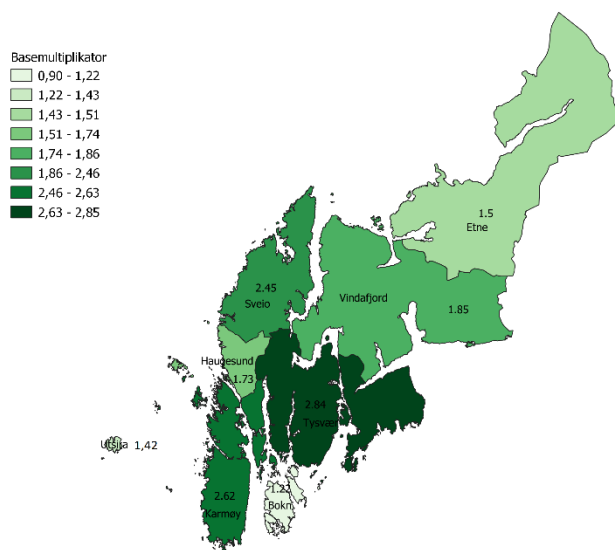 Basemultiplikator
0,90 - 1,22
1,22 - 1,43
1,43 - 1,51
1,51 - 1,74
1,74 - 1,86
1,86 - 2,46
2,46 - 2,63
2,63 - 2,85
1.5
Etne
2.45
Sveio
Vindafjord
1.85
Haugesund
1.73
2.84
Tysvær
Utsira 1,42
2.62
Karmøy
1.22
Bokn